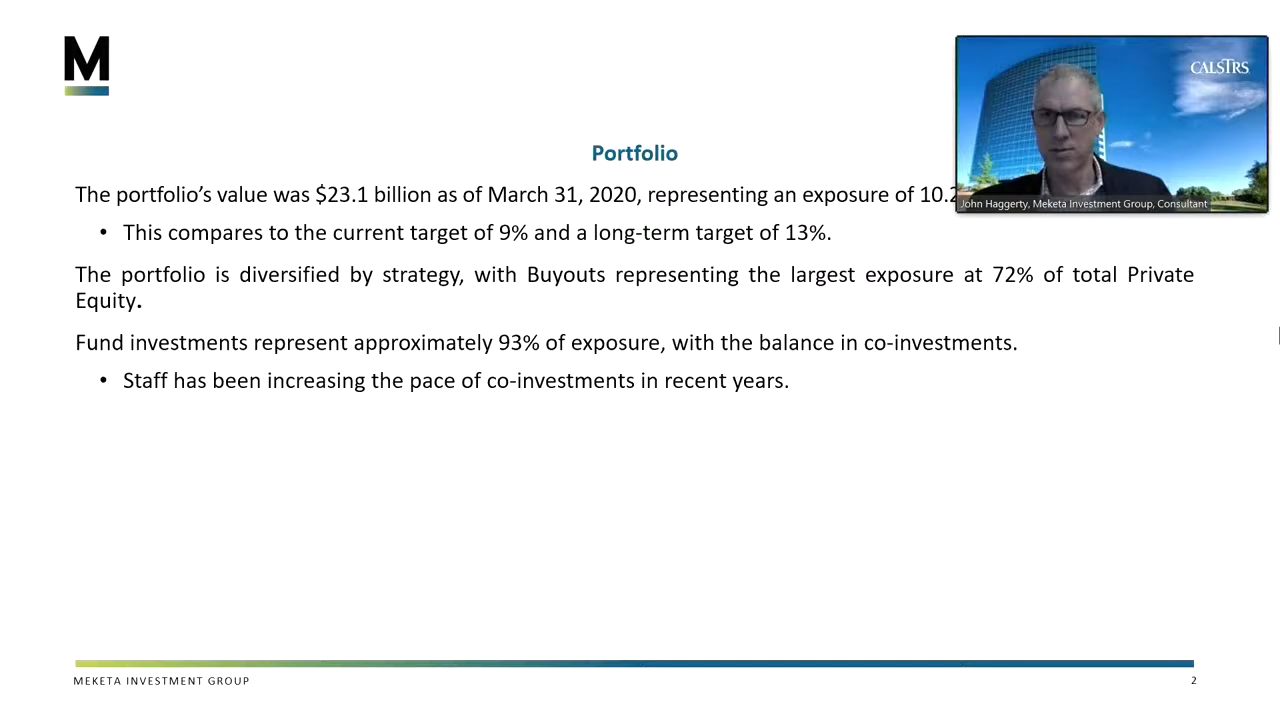 M
CALSTRS
Portfolio
The portfolio’s value was $23.1 billion as of March 31, 2020, representing an exposure of 10.2
John Haggerty, Meketa Investment Group, Consultant
• This compares to the current target of 9% and a long-term target of 13%.
The portfolio is diversified by strategy, with Buyouts representing the largest exposure at 72% of total Private
Equity.
Fund investments represent approximately 93% of exposure, with the balance in co-investments.
• Staff has been increasing the pace of co-investments in recent years.
MEKETA INVESTMENT GROUP
2